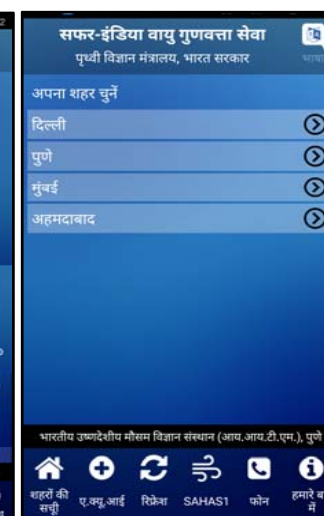 सफर-इंडिया वायु गुणवत्ता सेवा
पृथ्वी विज्ञान मंत्रालय, भारत सरकार
भाषा
अपना शहर चुनें
दिल्ली
पुणे
मुंबई
अहमदाबाद
भारतीय उष्णदेशीय मौसम विज्ञान संस्थान (आय.आय.टी.एम.), पुणे
शहरों की सूची
ए.क्यू.आई
रिफ्रेश
SAHAS1
फोन
हमारे में